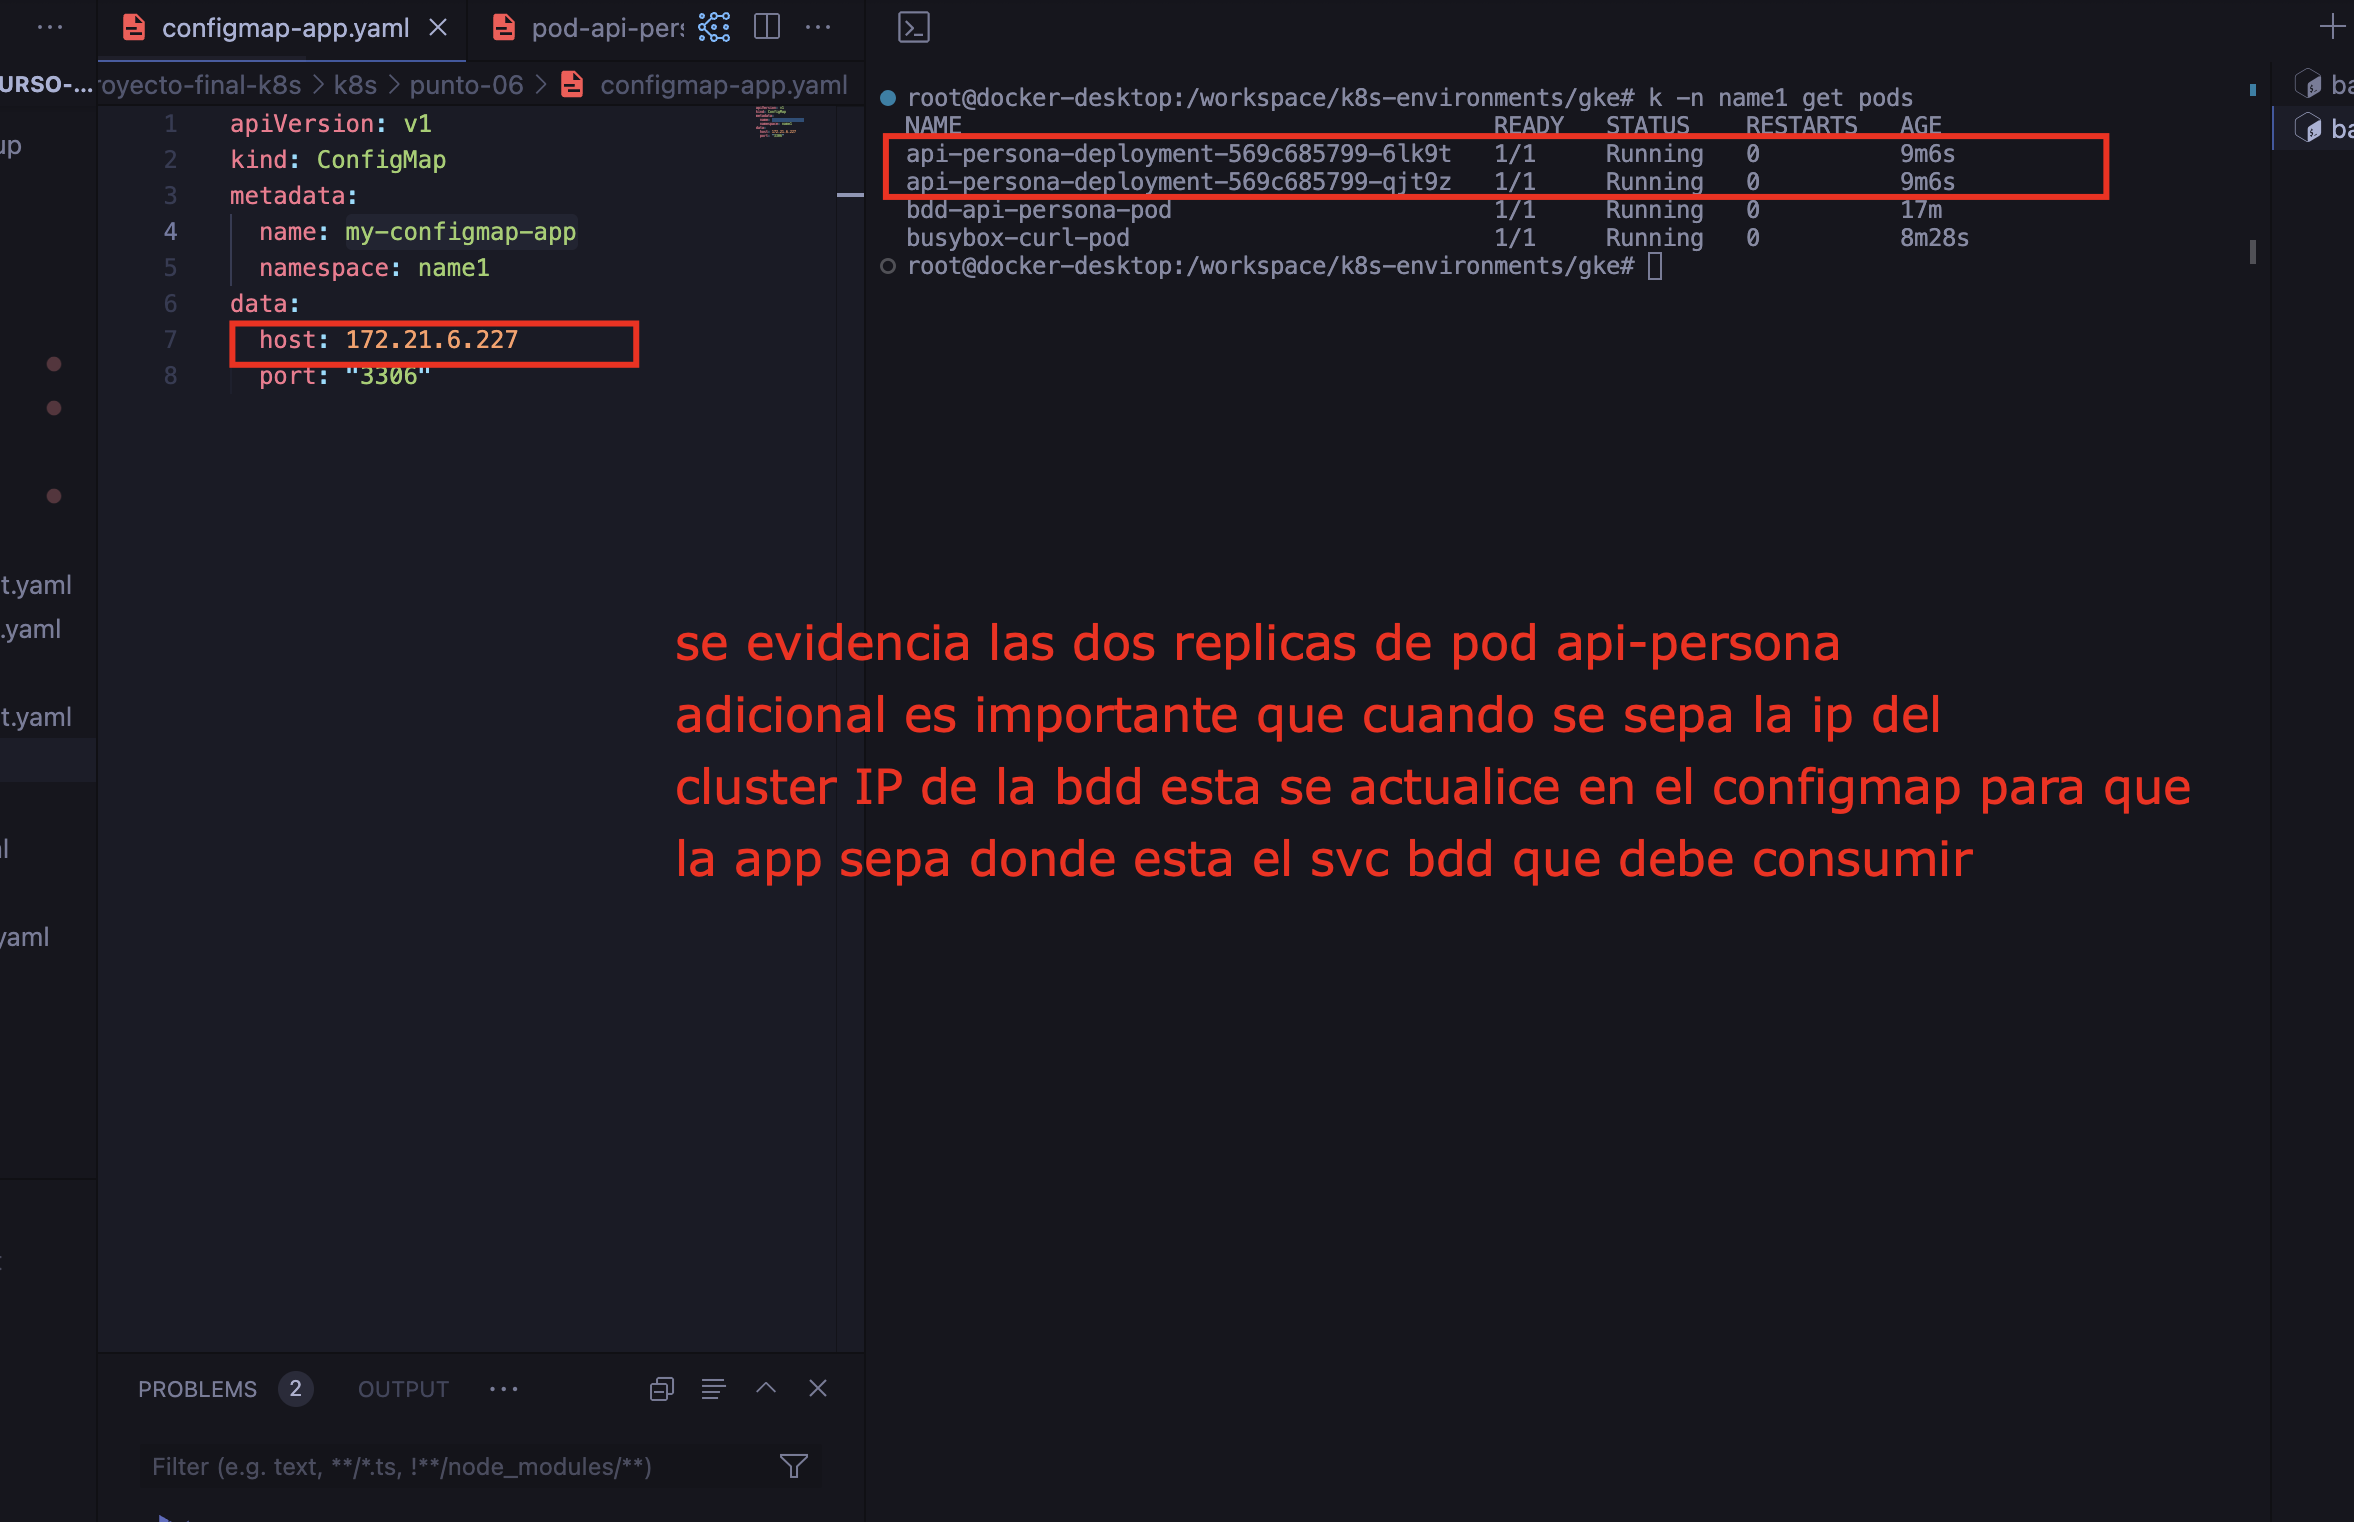 configmap-app.yaml
pod-api-pers
URSO-...
royecto-final-k8s > k8s > punto-06 > configmap-app.yaml
up
1 apiVersion: v1
2 kind: ConfigMap
3 metadata:
4 name: my-configmap-app
5 namespace: name1
6 data:
7 host: 172.21.6.227
8 port: "3306"
t.yaml
.yaml
t.yaml
l
yaml
root@docker-desktop:/workspace/k8s-environments/gke# k -n name1 get pods
NAME READY STATUS RESTARTS AGE
api-persona-deployment-569c685799-6lk9t 1/1 Running 0 9m6s
api-persona-deployment-569c685799-qjt9z 1/1 Running 0 9m6s
bdd-api-persona-pod 1/1 Running 0 17m
busybox-curl-pod 1/1 Running 0 8m28s
root@docker-desktop:/workspace/k8s-environments/gke#
ba
ba
se evidencia las dos replicas de pod api-persona
adicional es importante que cuando se sepa la ip del
cluster IP de la bdd esta se actualice en el configmap para que
la app sepa donde esta el svc bdd que debe consumir
PROBLEMS 2 OUTPUT ...
Filter (e.g. text, **/*.ts, !**/node_modules/**)